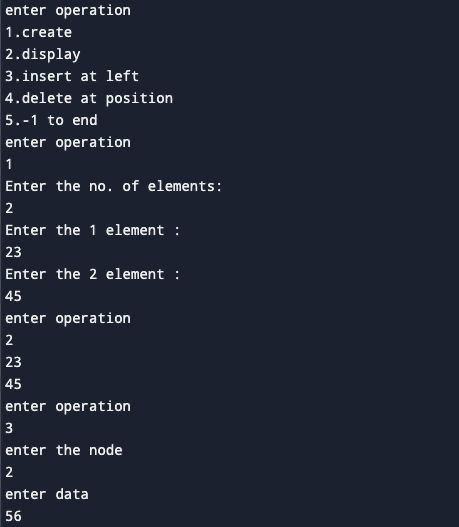 enter operation
1.create
2.display
3.insert at left
4.delete at position
5.-1 to end
enter operation
1
Enter the no. of elements:
2
Enter the 1 element :
23
Enter the 2 element :
45
enter operation
2
23
45
enter operation
3
enter the node
2
enter data
56